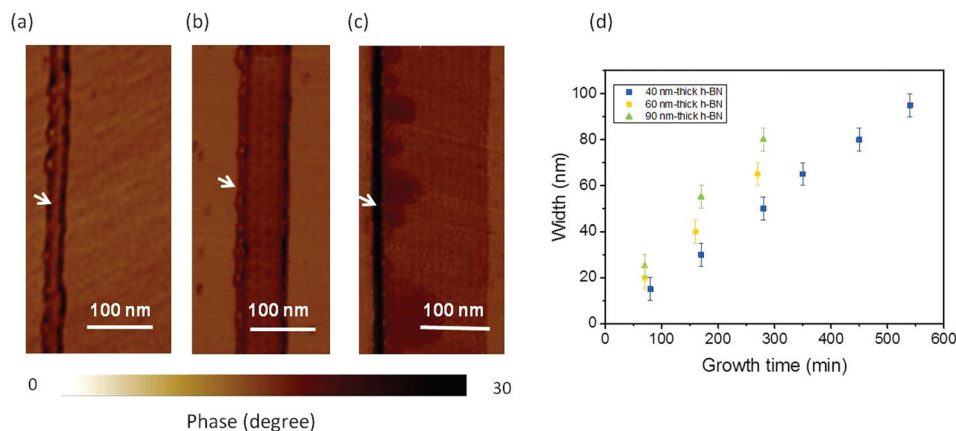 (a)
(b)
(c)
(d)
100 nm
100 nm
100 nm
0
30
Phase (degree)
40 nm-thick h-BN
60 nm-thick h-BN
90 nm-thick h-BN
100
80
60
40
20
0
Width (nm)
0 100 200 300 400 500 600
Growth time (min)